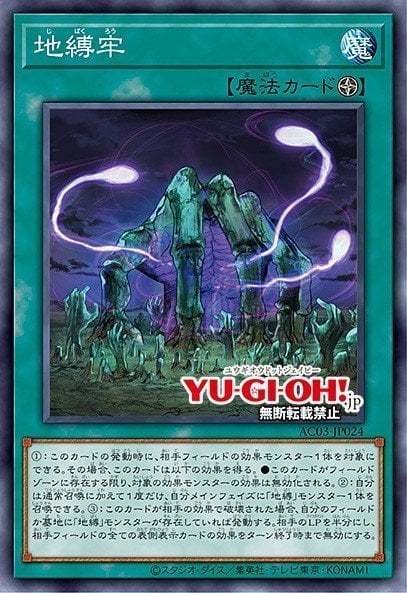 じばくろう
地縛牢
魔
【魔法カード】
ユウギオウドットジェイピー
YU-GI-OH!.jp
無断転載禁止
AC03-JP024
①:このカードの発動時に、相手フィールドの効果モンスター1体を対象に
できる。その場合、このカードは以下の効果を得る。●このカードがフィールド
ゾーンに存在する限り、対象の効果モンスターの効果は無効化される。②:自分
は通常召喚に加えて1度だけ、自分メインフェイズに「地縛」モンスター1体を
召喚できる。③:このカードが相手の効果で破壊された場合、自分のフィールド
か墓地に「地縛」モンスターが存在していれば発動する。相手のLPを半分にし、
相手フィールドの全ての表側表示カードの効果をターン終了時まで無効にする。
©スタジオ・ダイス/集英社・テレビ東京・KONAMI